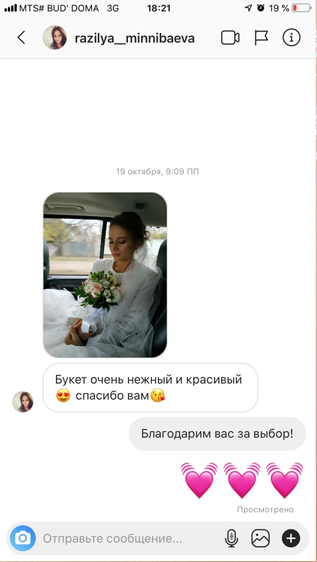 MTS# BUD' DOMA 3G 18:21 19 %
razilya__minnibaeva
19 октября, 9:09 ПП
Букет очень нежный и красивый
😍 спасибо вам😘
Благодарим вас за выбор!
Просмотрено
Отправьте сообщение...